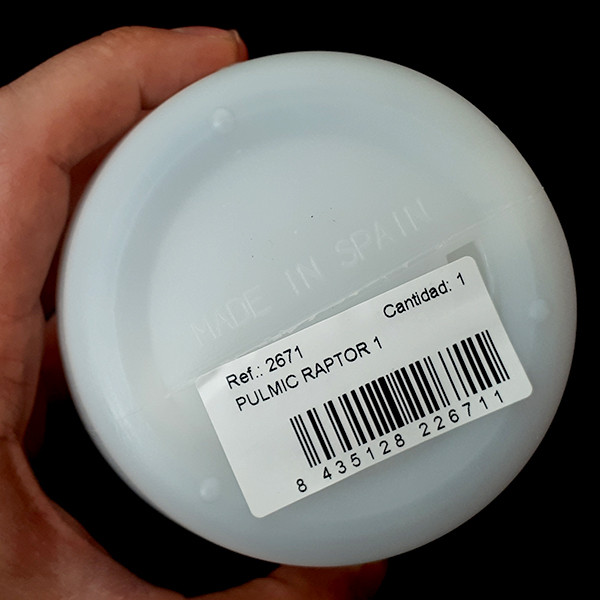 MADE IN SPAIN
Cantidad: 1
Ref.: 2671
PULMIC RAPTOR 1
8 435128 226711